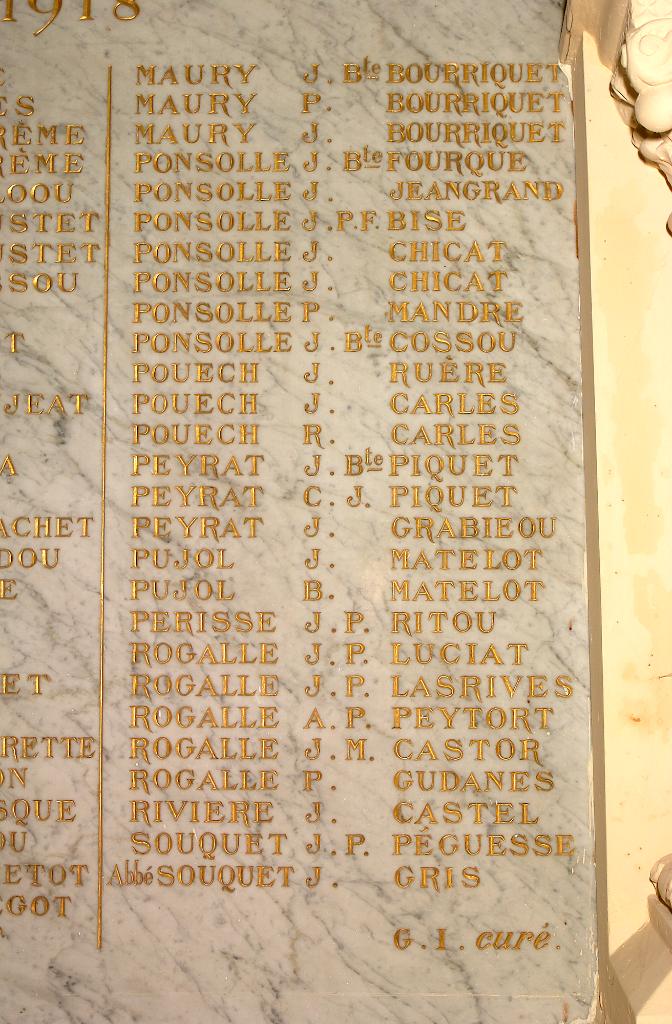 1918
MAURY J. Bte BOURRIQUET
MAURY P. BOURRIQUET
MAURY J. BOURRIQUET
PONSOLLE J. Bte FOURQUE
PONSOLLE J. JEANGRAND
PONSOLLE J.P.F. BISE
PONSOLLE J. CHICAT
PONSOLLE J. CHICAT
PONSOLLE P. MANDRE
PONSOLLE J. Bte COSSOU
POUECH J. RUÈRE
POUECH J. CARLES
POUECH R. CARLES
PEYRAT J. Bte PIQUET
PEYRAT C. J. PIQUET
PEYRAT J. GRABIEOU
PUJOL J. MATELOT
PUJOL B. MATELOT
PERISSE J. P. RITOU
ROGALLE J. P. LUCIAT
ROGALLE J. P. LASRIVES
ROGALLE A. P. PEYTORT
ROGALLE J. M. CASTOR
ROGALLE P. GUDANES
RIVIERE J. CASTEL
SOUQUET J. P. PÉGUESSE
Abbé SOUQUET J. GRIS
G. I. curé.